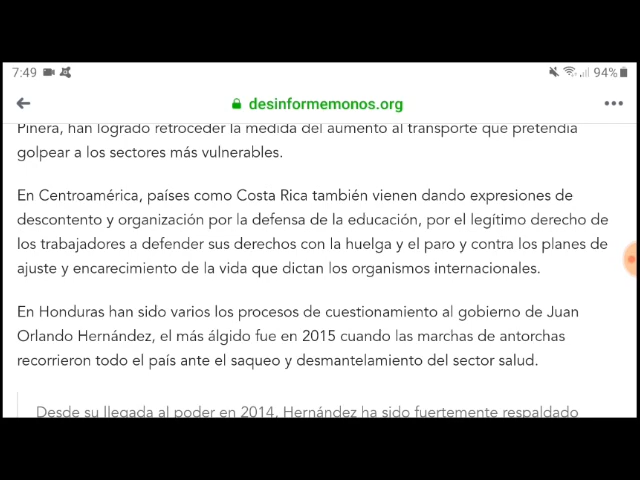 7:49 94%
desinformemonos.org
Piñera, han logrado retroceder la medida del aumento al transporte que pretendía
golpear a los sectores más vulnerables.
En Centroamérica, países como Costa Rica también vienen dando expresiones de
descontento y organización por la defensa de la educación, por el legítimo derecho de
los trabajadores a defender sus derechos con la huelga y el paro y contra los planes de
ajuste y encarecimiento de la vida que dictan los organismos internacionales.
En Honduras han sido varios los procesos de cuestionamiento al gobierno de Juan
Orlando Hernández, el más álgido fue en 2015 cuando las marchas de antorchas
recorrieron todo el país ante el saqueo y desmantelamiento del sector salud.
Desde su llegada al poder en 2014, Hernández ha sido fuertemente respaldado